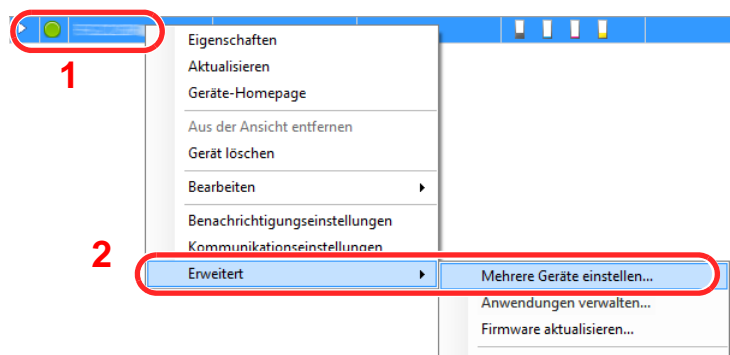 1
Eigenschaften
Aktualisieren
Geräte-Homepage
Aus der Ansicht entfernen
Gerät löschen
Bearbeiten
Benachrichtigungseinstellungen
Kommunikationseinstellungen
2
Erweitert
Mehrere Geräte einstellen...
Anwendungen verwalten...
Firmware aktualisieren...